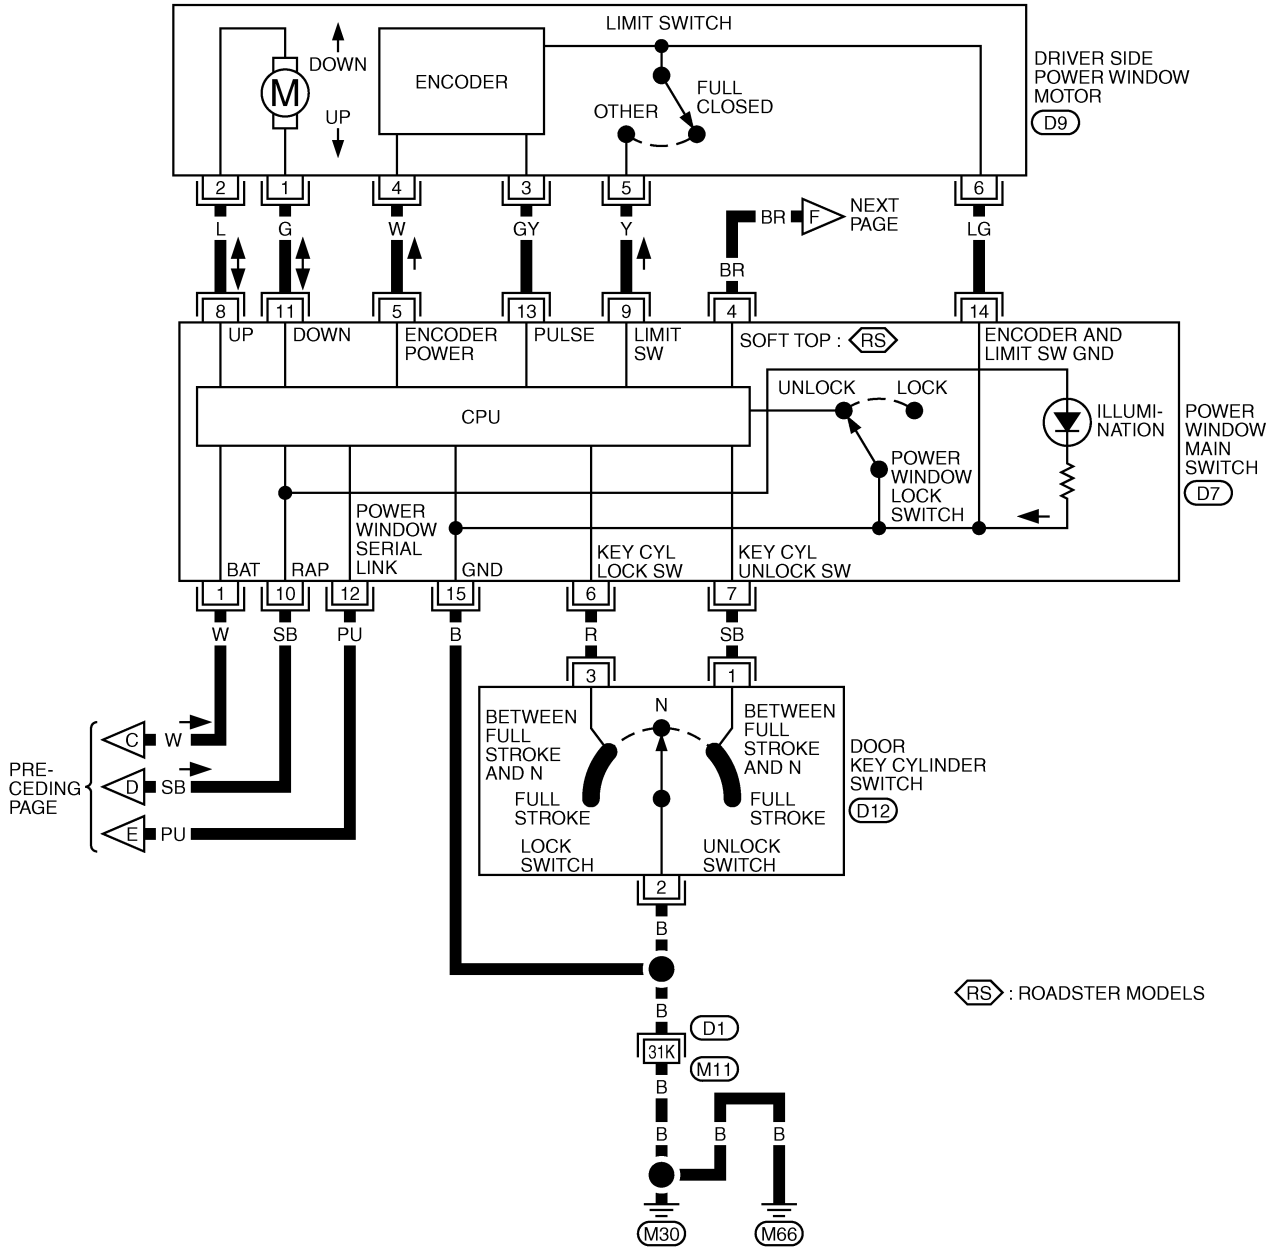 LIMIT SWITCH
DOWN
UP
M
ENCODER
OTHER
FULL
CLOSED
DRIVER SIDE
POWER WINDOW
MOTOR
D9
2
1
4
3
5
6
L
G
W
GY
Y
BR
F
NEXT
PAGE
LG
BR
8
11
5
13
9
4
14
UP
DOWN
ENCODER
POWER
PULSE
LIMIT
SW
SOFT TOP :
RS
ENCODER AND
LIMIT SW GND
CPU
UNLOCK
LOCK
ILLUMI-
NATION
POWER
WINDOW
LOCK
SWITCH
POWER
WINDOW
MAIN
SWITCH
D7
POWER
WINDOW
SERIAL
LINK
BAT
RAP
GND
KEY CYL
LOCK SW
KEY CYL
UNLOCK SW
1
10
12
15
6
7
W
SB
PU
B
R
SB
3
1
BETWEEN
FULL
STROKE
AND N
N
BETWEEN
FULL
STROKE
AND N
FULL
STROKE
FULL
STROKE
LOCK
SWITCH
UNLOCK
SWITCH
DOOR
KEY CYLINDER
SWITCH
D12
PRE-
CEDING
PAGE
C
W
D
SB
E
PU
2
B
B
D1
31K
M11
B
B
B
B
M30
M66
RS
: ROADSTER MODELS